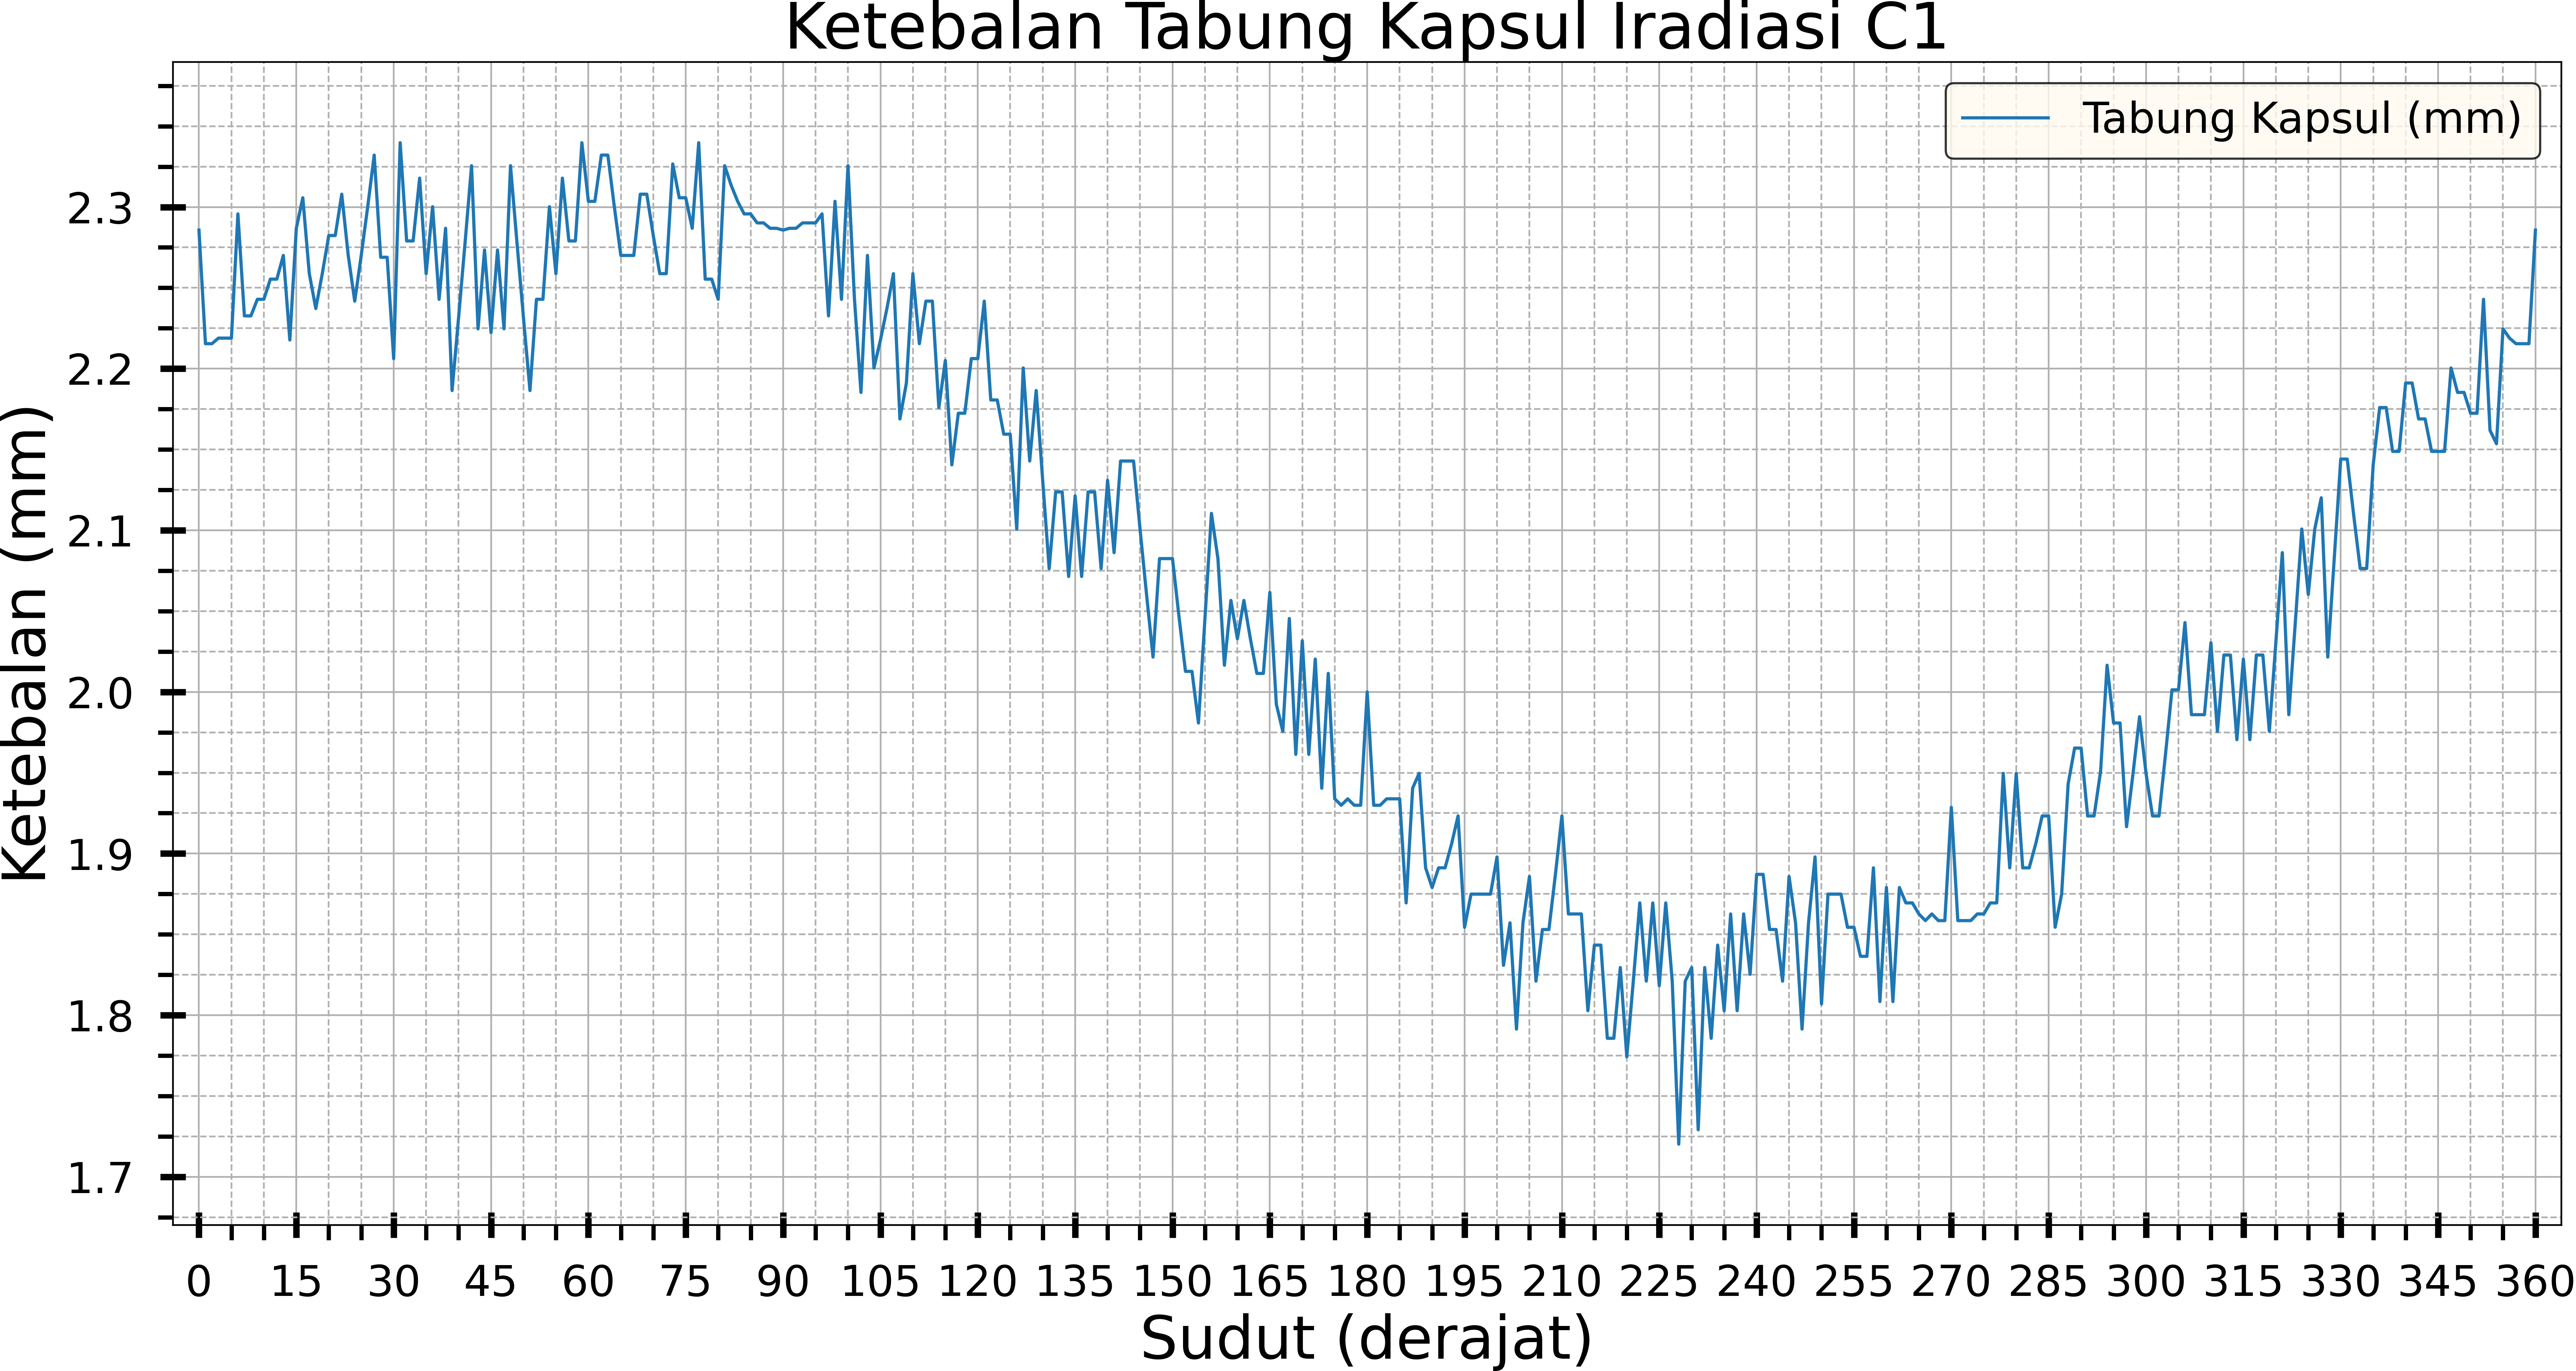 Ketebalan Tabung Kapsul Iradiasi C1
Tabung Kapsul (mm)
Ketebalan (mm)
2.3
2.2
2.1
2.0
1.9
1.8
1.7
0 15 30 45 60 75 90 105 120 135 150 165 180 195 210 225 240 255 270 285 300 315 330 345 360
Sudut (derajat)